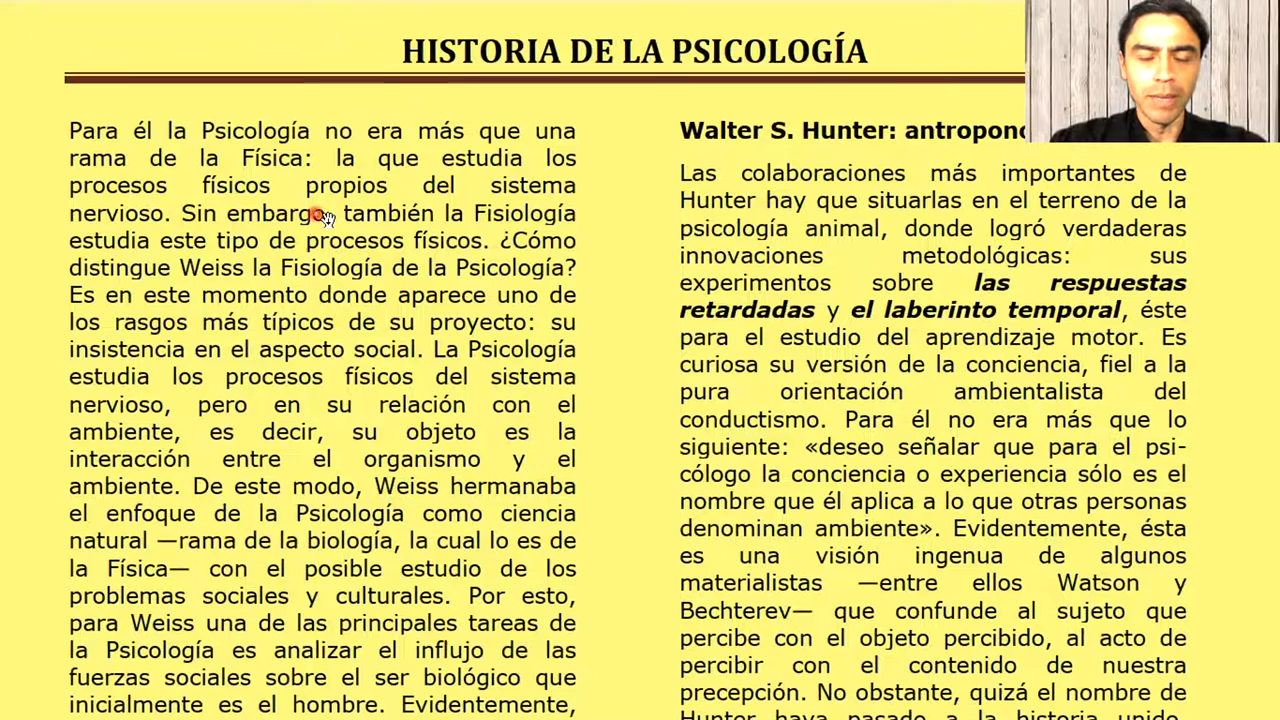 HISTORIA DE LA PSICOLOGÍA
Para él la Psicología no era más que una
rama de la Física: la que estudia los
procesos físicos propios del sistema
nervioso. Sin embargo, también la Fisiología
estudia este tipo de procesos físicos. ¿Cómo
distingue Weiss la Fisiología de la Psicología?
Es en este momento donde aparece uno de
los rasgos más típicos de su proyecto: su
insistencia en el aspecto social. La Psicología
estudia los procesos físicos del sistema
nervioso, pero en su relación con el
ambiente, es decir, su objeto es la
interacción entre el organismo y el
ambiente. De este modo, Weiss hermanaba
el enfoque de la Psicología como ciencia
natural —rama de la biología, la cual lo es de
la Física— con el posible estudio de los
problemas sociales y culturales. Por esto,
para Weiss una de las principales tareas de
la Psicología es analizar el influjo de las
fuerzas sociales sobre el ser biológico que
inicialmente es el hombre. Evidentemente,
Walter S. Hunter:
Las colaboraciones más importantes de
Hunter hay que situarlas en el terreno de la
psicología animal, donde logró verdaderas
innovaciones metodológicas: sus
experimentos sobre las respuestas
retardadas y el laberinto temporal, éste
para el estudio del aprendizaje motor. Es
curiosa su versión de la conciencia, fiel a la
pura orientación ambientalista del
conductismo. Para él no era más que lo
siguiente: «deseo señalar que para el psi-
cólogo la conciencia o experiencia sólo es el
nombre que él aplica a lo que otras personas
denominan ambiente». Evidentemente, ésta
es una visión ingenua de algunos
materialistas —entre ellos Watson y
Bechterev— que confunde al sujeto que
percibe con el objeto percibido, al acto de
percibir con el contenido de nuestra
precepción. No obstante, quizá el nombre de
Hunter haya pasado a la historia unido